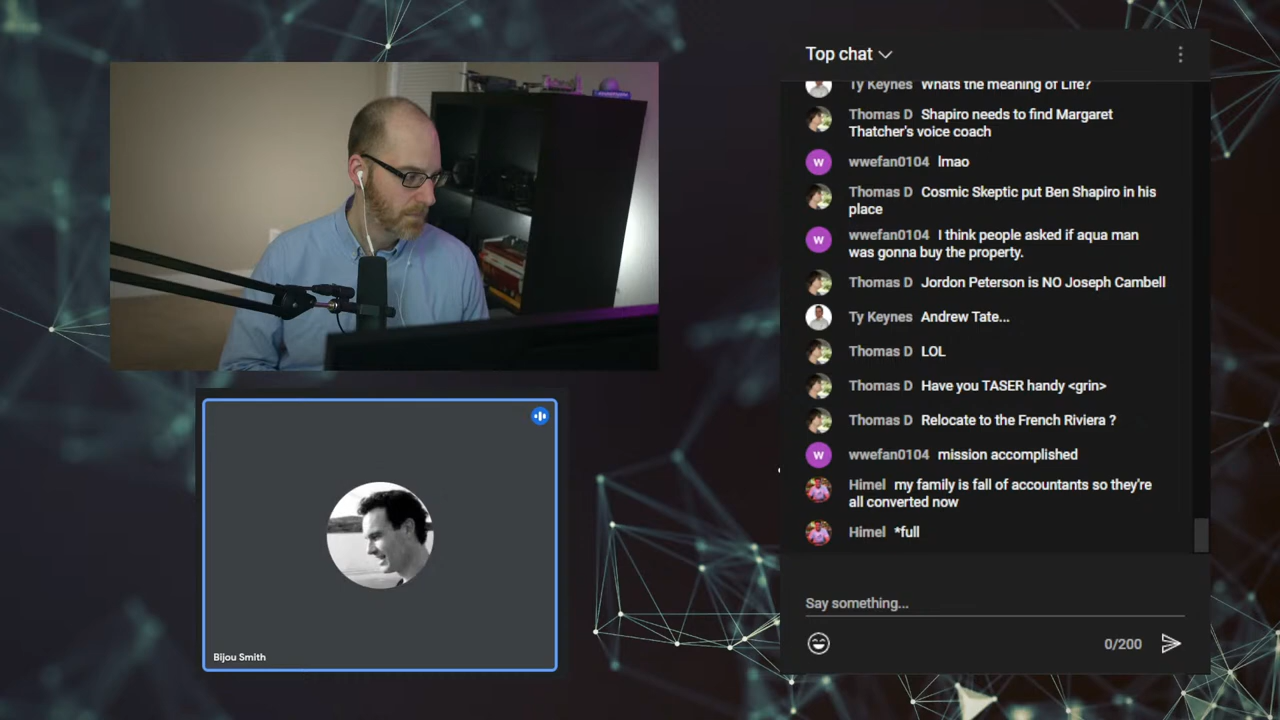 Top chat
Ty Keynes Whats the meaning of Life?
Thomas D Shapiro needs to find Margaret
Thatcher's voice coach
W wwefan0104 lmao
Thomas D Cosmic Skeptic put Ben Shapiro in his
place
W wwefan0104 I think people asked if aqua man
was gonna buy the property.
Thomas D Jordon Peterson is NO Joseph Cambell
Ty Keynes Andrew Tate...
Thomas D LOL
Thomas D Have you TASER handy <grin>
Thomas D Relocate to the French Riviera ?
W wwefan0104 mission accomplished
Himel my family is fall of accountants so they're
all converted now
Himel *full
Say something...
0/200
Bijou Smith